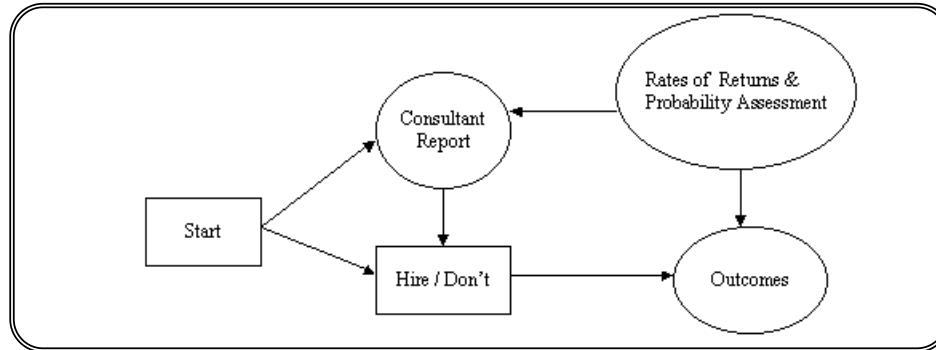 Rates of Returns &
Probability Assessment
Consultant
Report
Start
Hire / Don't
Outcomes